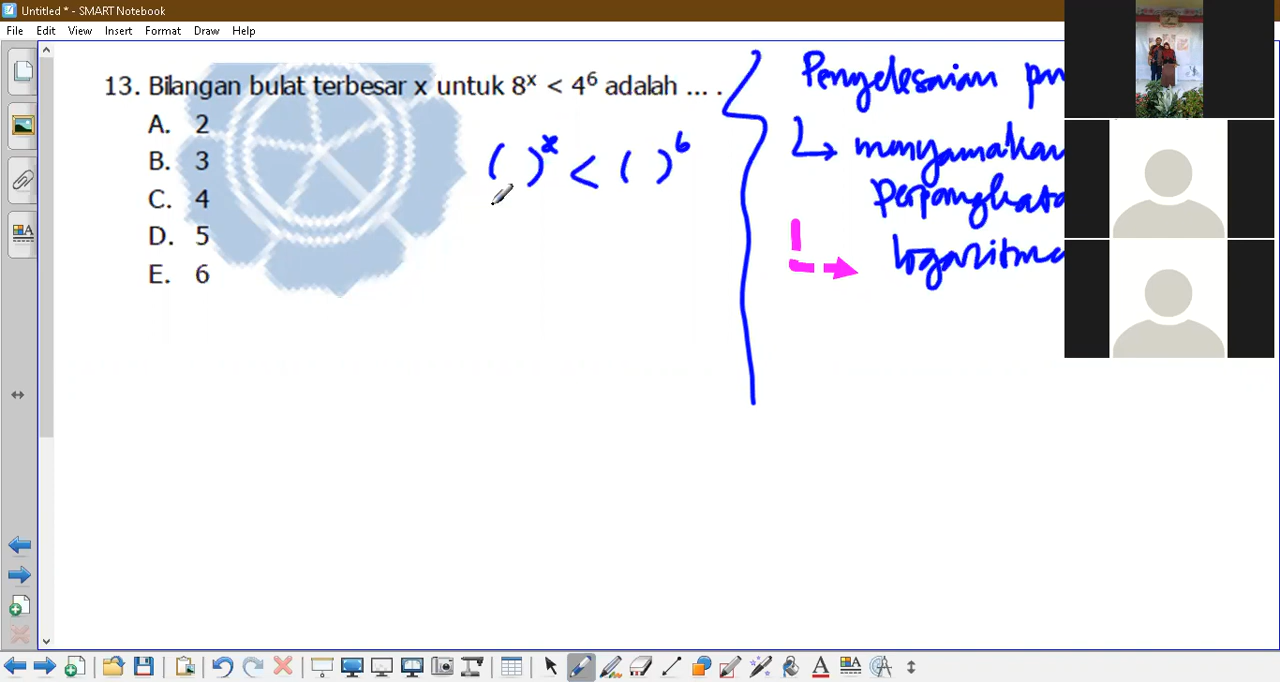 Untitled * - SMART Notebook
File Edit View Insert Format Draw Help
13. Bilangan bulat terbesar x untuk 8ˣ < 4⁶ adalah ... .
A. 2
B. 3
C. 4
D. 5
E. 6
( )ˣ < ( )⁶
Penyelesaian
↳ menyamakan
Perpangkata
logaritma